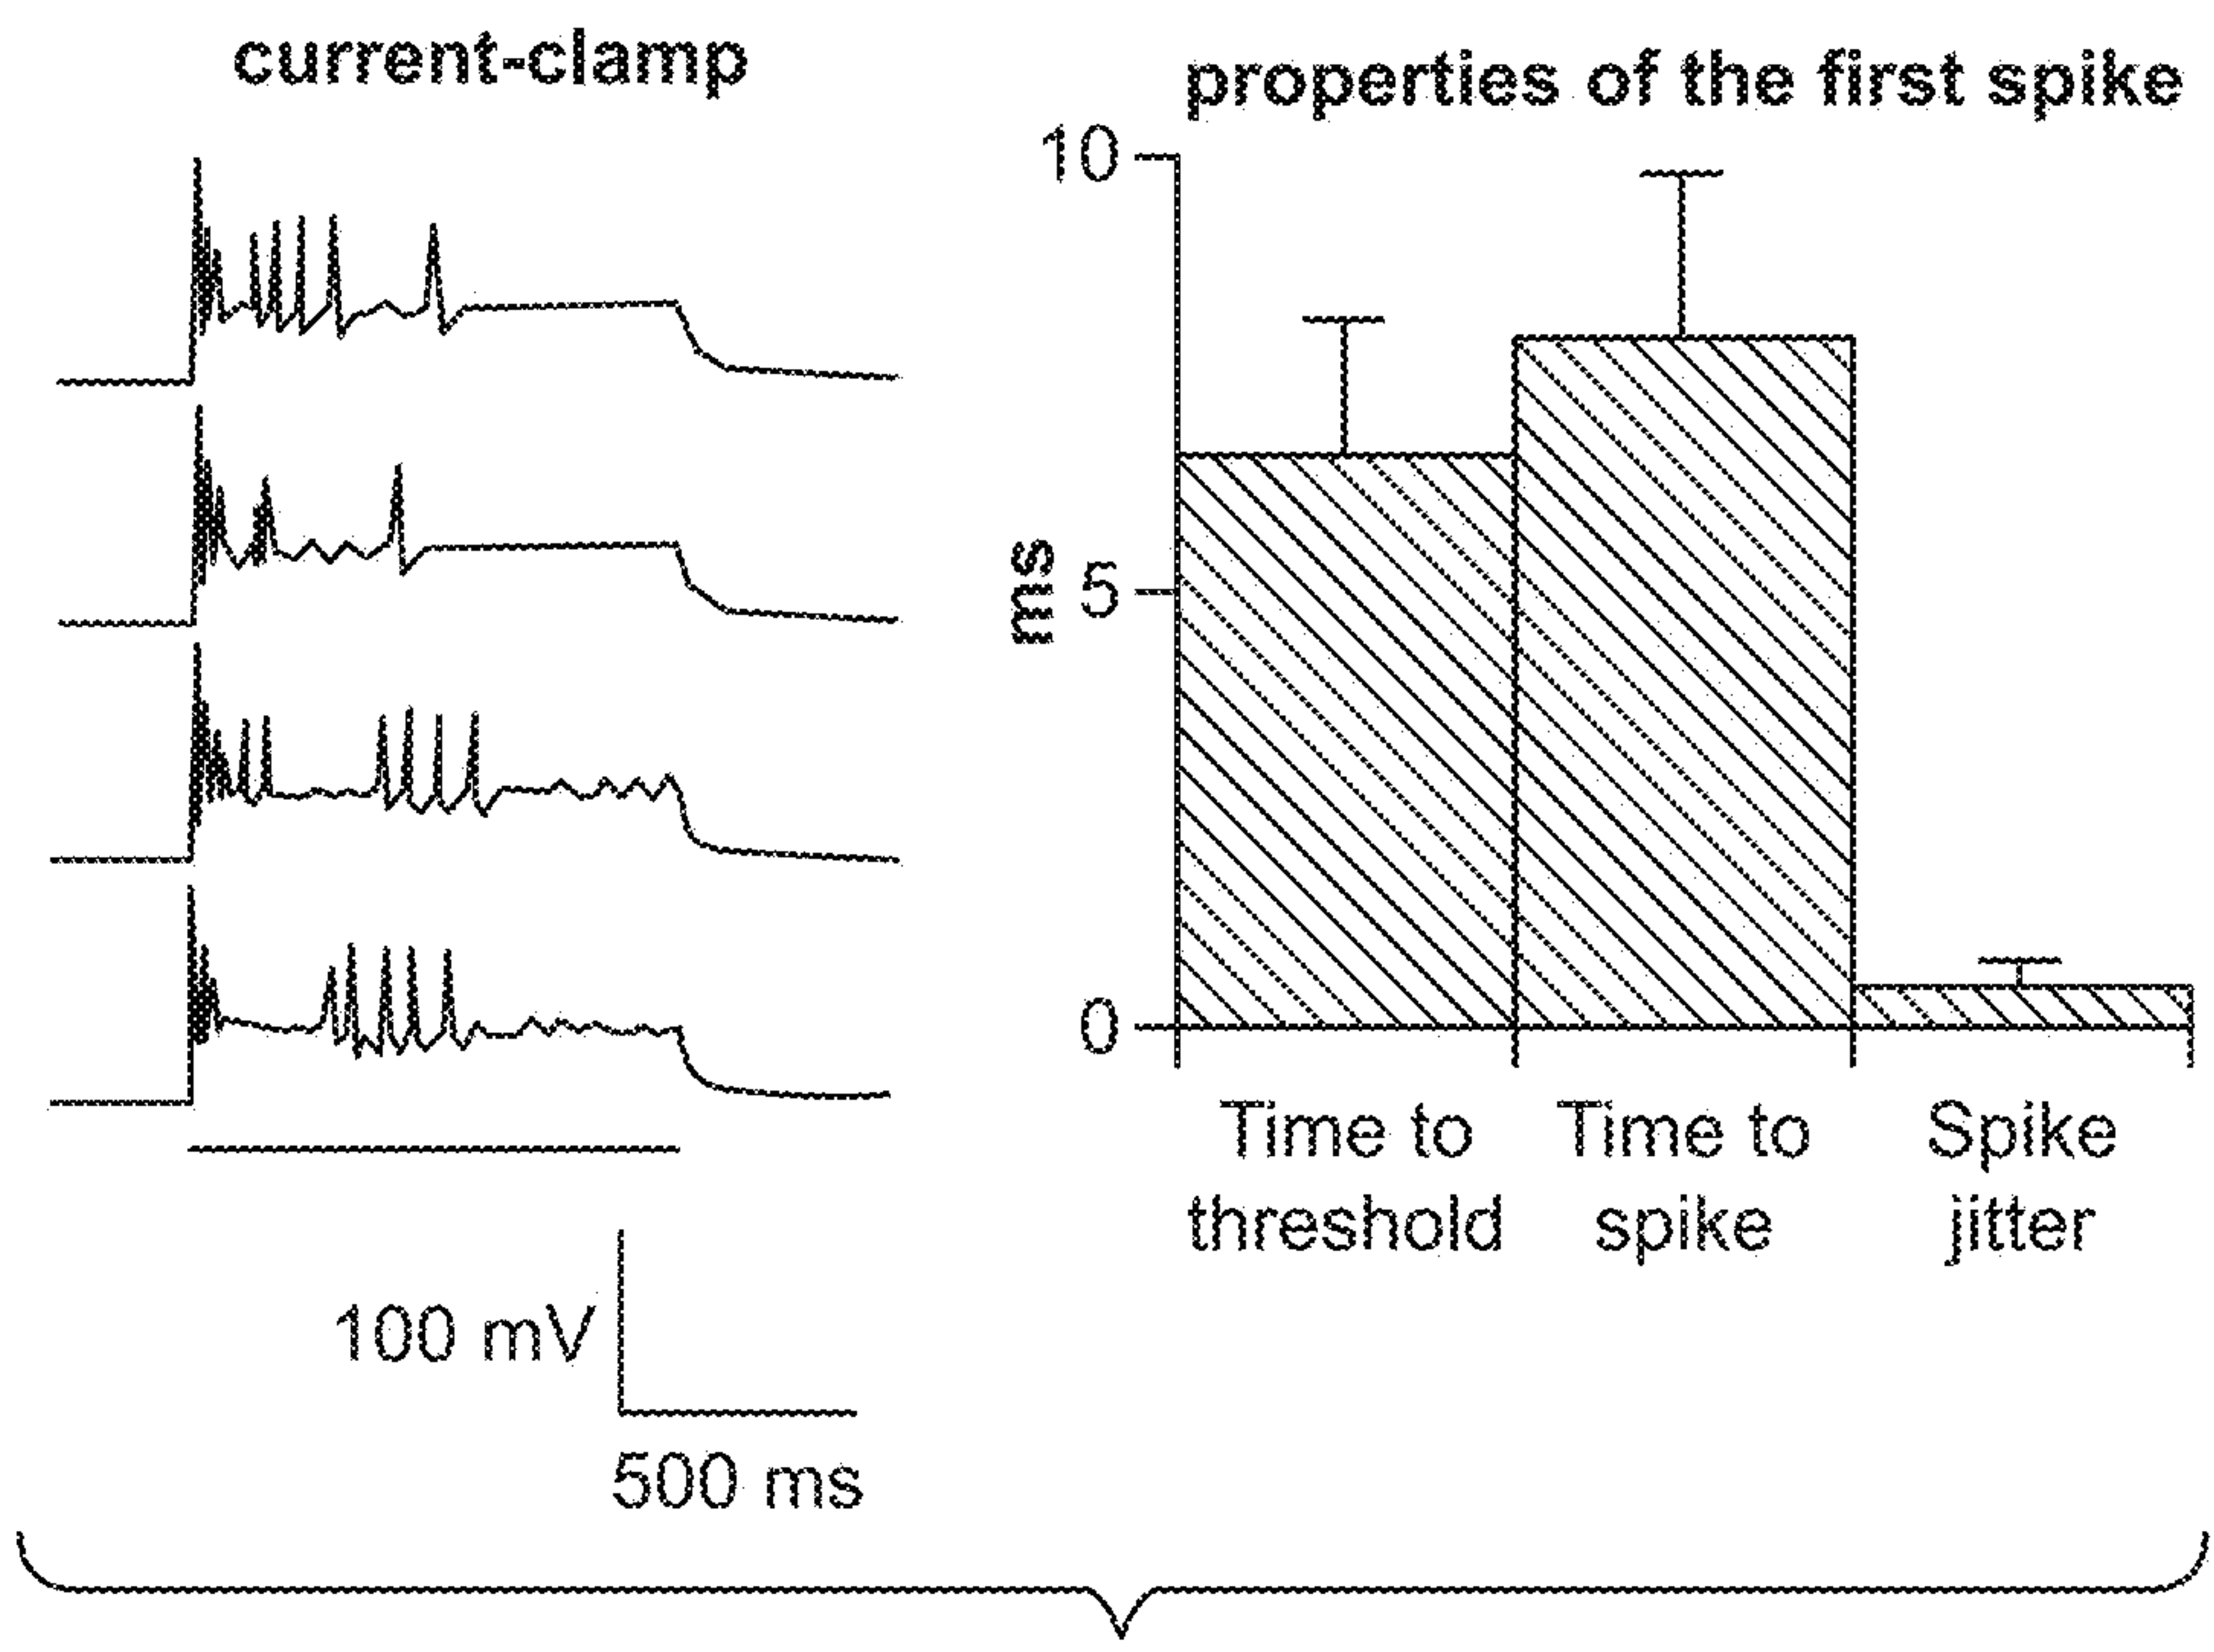 current-clamp
100 mV
500 ms
properties of the first spike
10
ms
5
0
Time to
threshold
Time to
spike
Spike
jitter